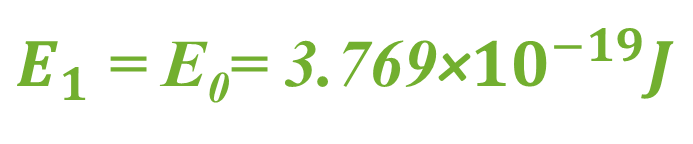 E₁ = E₀= 3.769×10⁻¹⁹J